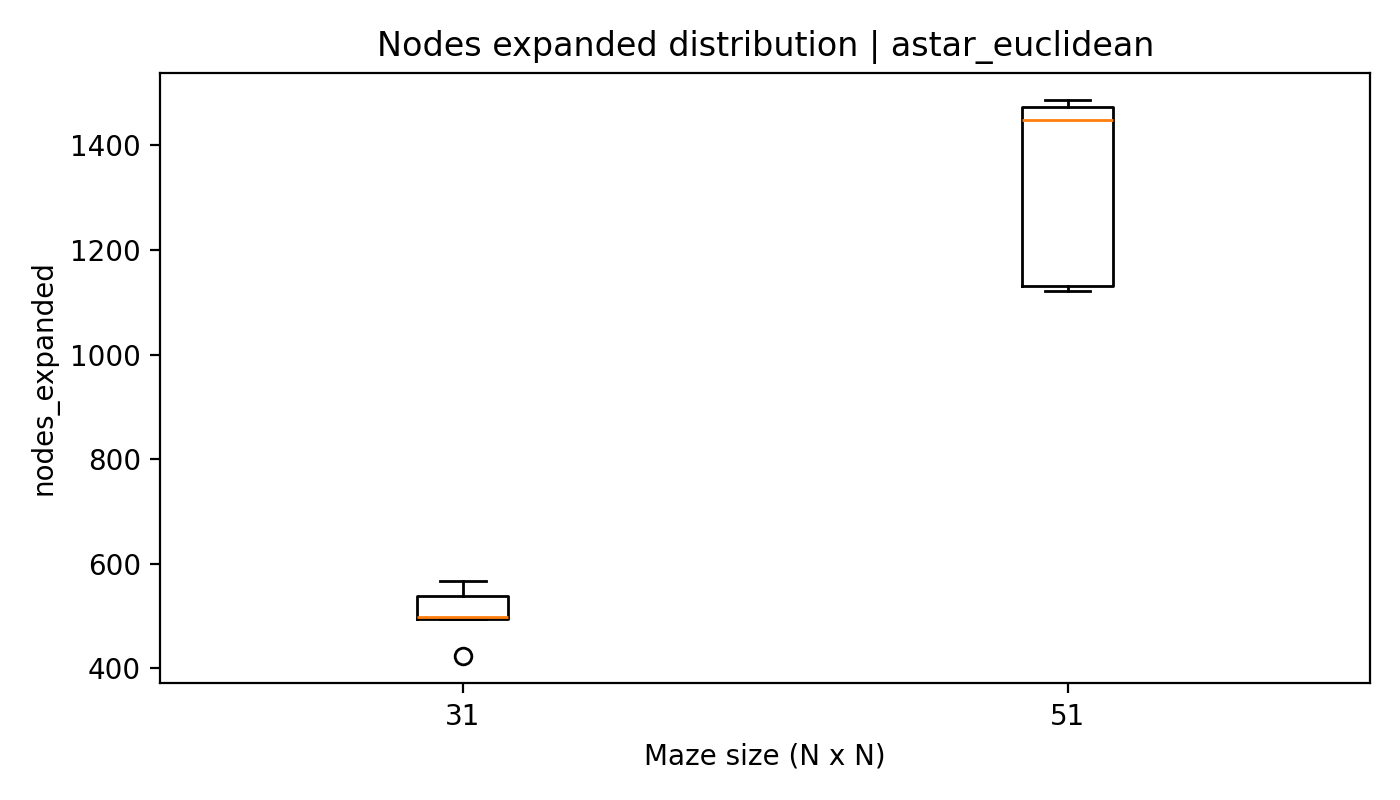 Nodes expanded distribution | astar_euclidean
nodes_expanded
1400
1200
1000
800
600
400
31
51
Maze size (N x N)